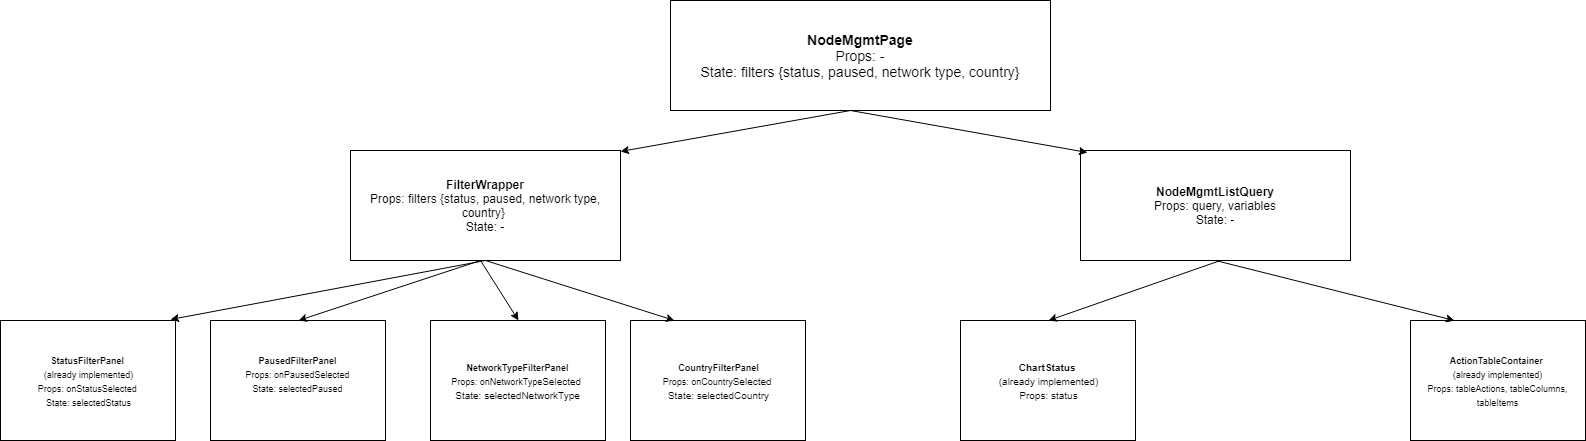 NodeMgmtPage
Props: -
State: filters {status, paused, network type, country}
FilterWrapper
Props: filters {status, paused, network type,
country}
State: -
NodeMgmtListQuery
Props: query, variables
State: -
StatusFilterPanel
(already implemented)
Props: onStatusSelected
State: selectedStatus
PausedFilterPanel
Props: onPausedSelected
State: selectedPaused
NetworkTypeFilterPanel
Props: onNetworkTypeSelected
State: selectedNetworkType
CountryFilterPanel
Props: onCountrySelected
State: selectedCountry
ChartStatus
(already implemented)
Props: status
ActionTableContainer
(already implemented)
Props: tableActions, tableColumns,
tableItems